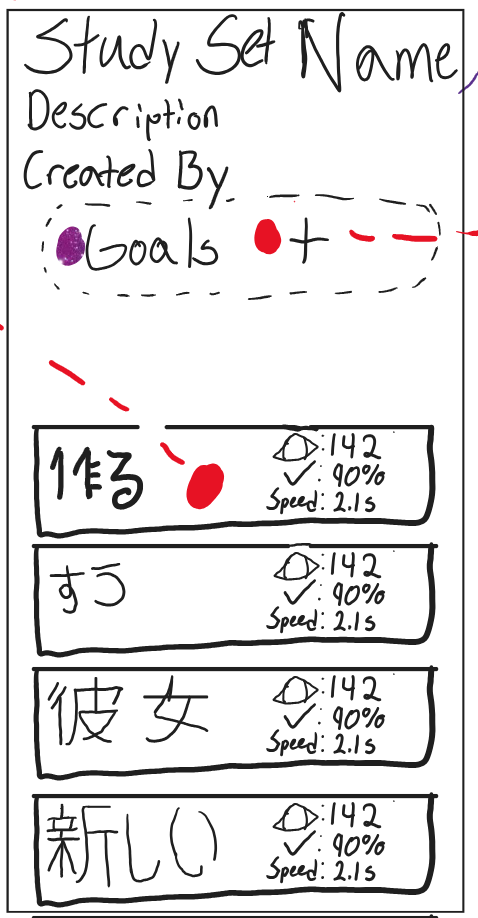 Study Set Name
Description
Created By
Goals +
作る
: 142
: 90%
Speed: 2.1s
すう
: 142
: 90%
Speed: 2.1s
彼女
: 142
: 90%
Speed: 2.1s
新しい
: 142
: 90%
Speed: 2.1s